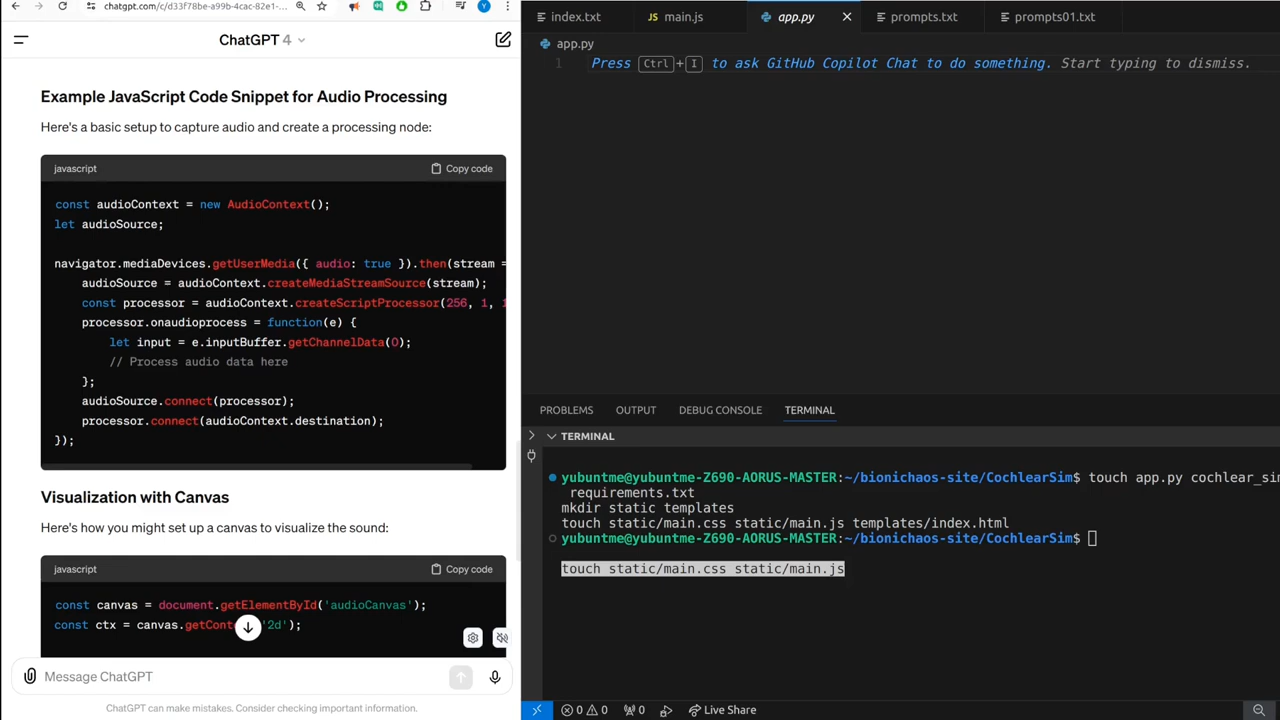 chatgpt.com/c/d33f78be-a99b-4cac-82e1-
ChatGPT 4
Example JavaScript Code Snippet for Audio Processing
Here's a basic setup to capture audio and create a processing node:
javascript
Copy code
const audioContext = new AudioContext();
let audioSource;
navigator.mediaDevices.getUserMedia({ audio: true }).then(stream =
audioSource = audioContext.createMediaStreamSource(stream);
const processor = audioContext.createScriptProcessor(256, 1, 1
processor.onaudioprocess = function(e) {
let input = e.inputBuffer.getChannelData(0);
// Process audio data here
};
audioSource.connect(processor);
processor.connect(audioContext.destination);
});
Visualization with Canvas
Here's how you might set up a canvas to visualize the sound:
javascript
Copy code
const canvas = document.getElementById('audioCanvas');
const ctx = canvas.getCont '2d');
Message ChatGPT
ChatGPT can make mistakes. Consider checking important information.
index.txt
JS main.js
app.py
prompts.txt
prompts01.txt
app.py
1 Press Ctrl+I to ask GitHub Copilot Chat to do something. Start typing to dismiss.
PROBLEMS OUTPUT DEBUG CONSOLE TERMINAL
TERMINAL
yubuntme@yubuntme-Z690-AORUS-MASTER:~/bionichaos-site/CochlearSim$ touch app.py cochlear_sim
requirements.txt
mkdir static templates
touch static/main.css static/main.js templates/index.html
yubuntme@yubuntme-Z690-AORUS-MASTER:~/bionichaos-site/CochlearSim$
touch static/main.css static/main.js
0 0 0 Live Share